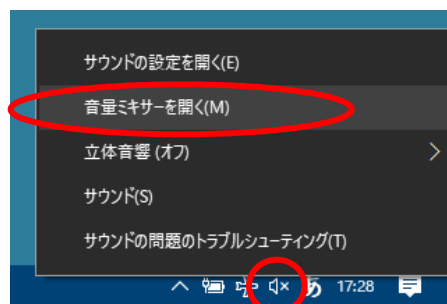 サウンドの設定を開く(E)
音量ミキサーを開く(M)
立体音響 (オフ)
サウンド(S)
サウンドの問題のトラブルシューティング(T)
あ 17:28